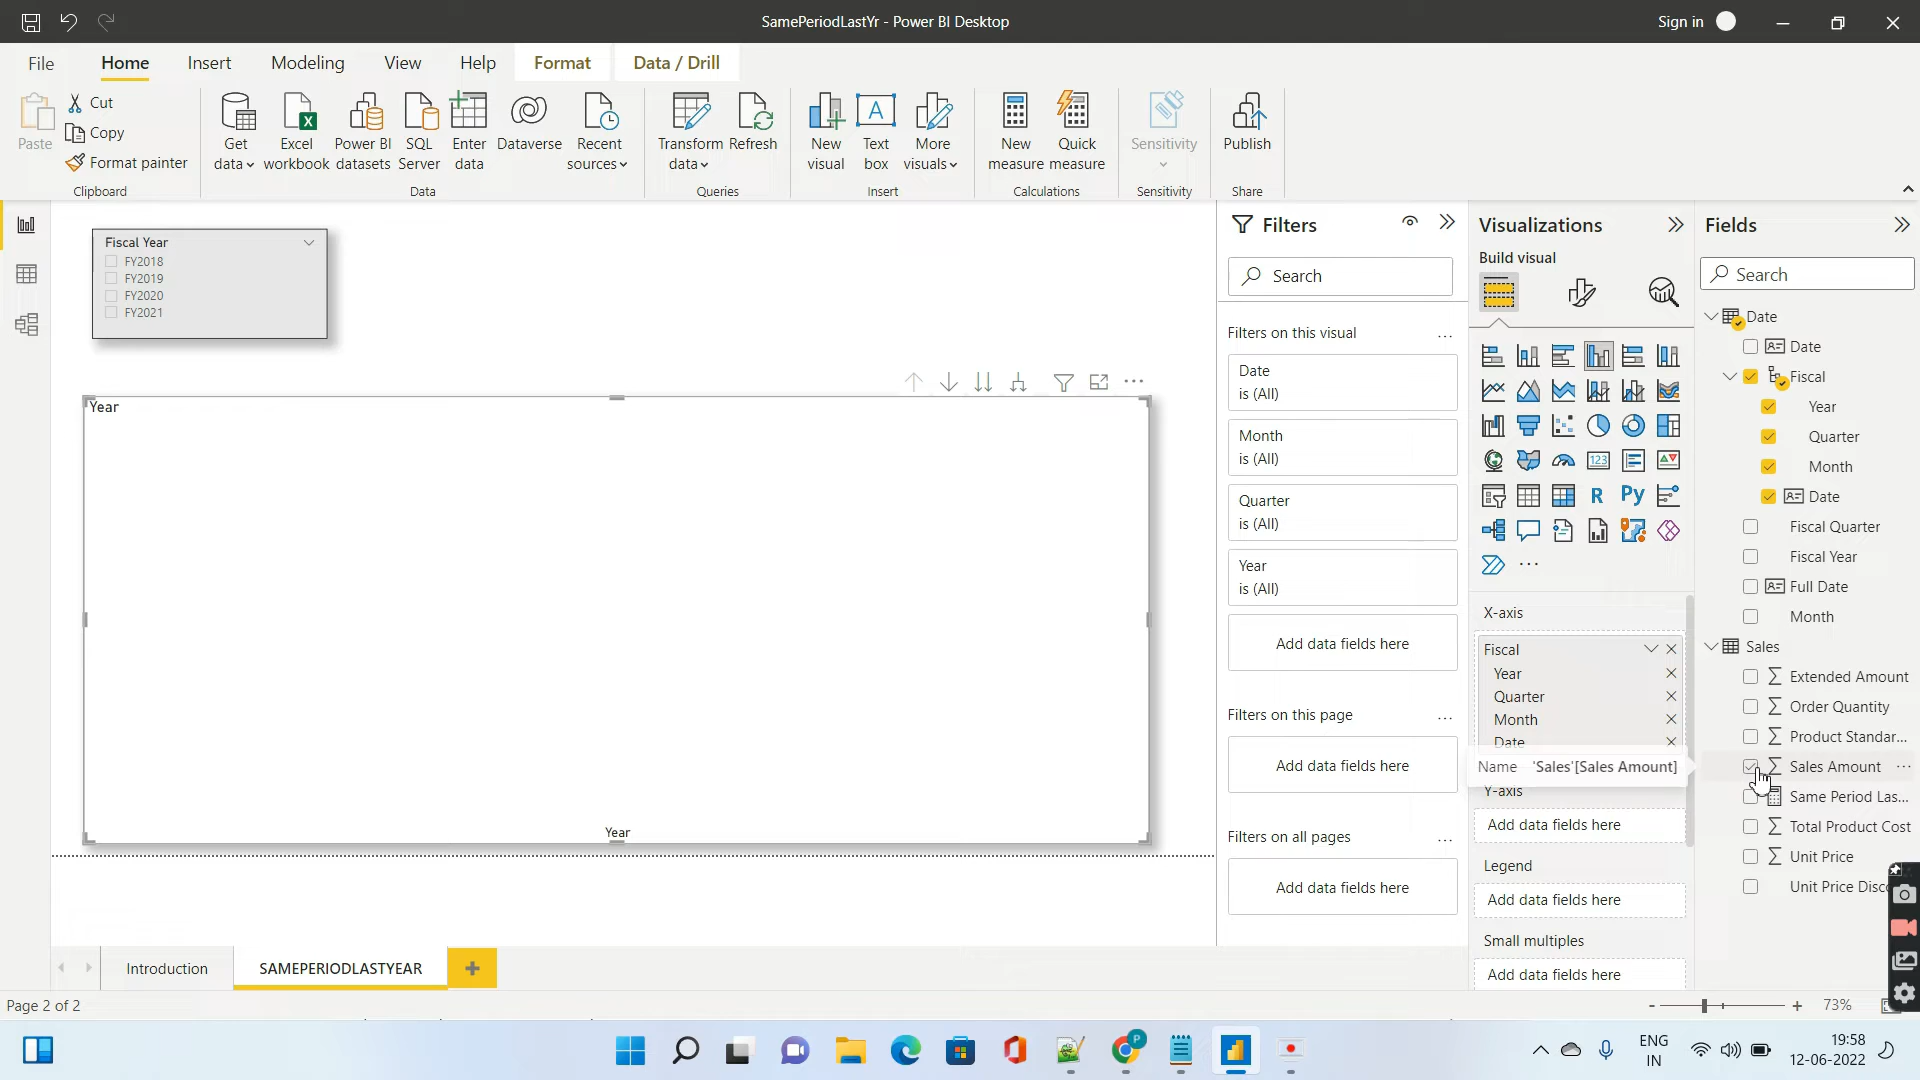 SamePeriodLastYr - Power BI Desktop
Sign in
File
Home
Insert
Modeling
View
Help
Format
Data / Drill
Paste
Cut
Copy
Format painter
Clipboard
Get data
Excel workbook
Power BI datasets
SQL Server
Enter data
Dataverse
Recent sources
Data
Transform data
Refresh
Queries
New visual
Text box
More visuals
Insert
New measure
Quick measure
Calculations
Sensitivity
Sensitivity
Publish
Share
Fiscal Year
FY2018
FY2019
FY2020
FY2021
Year
Year
Filters
Search
Filters on this visual
Date
is (All)
Month
is (All)
Quarter
is (All)
Year
is (All)
Add data fields here
Filters on this page
Add data fields here
Filters on all pages
Add data fields here
Visualizations
Build visual
123
R
Py
X-axis
Fiscal
Year
Quarter
Month
Date
Name 'Sales'[Sales Amount]
Y-axis
Add data fields here
Legend
Add data fields here
Small multiples
Add data fields here
Fields
Search
Date
Date
Fiscal
Year
Quarter
Month
Date
Fiscal Quarter
Fiscal Year
Full Date
Month
Sales
Extended Amount
Order Quantity
Product Standar...
Sales Amount
Same Period Las...
Total Product Cost
Unit Price
Unit Price Disc
Introduction
SAMEPERIODLASTYEAR
Page 2 of 2
73%
ENG
IN
19:58
12-06-2022